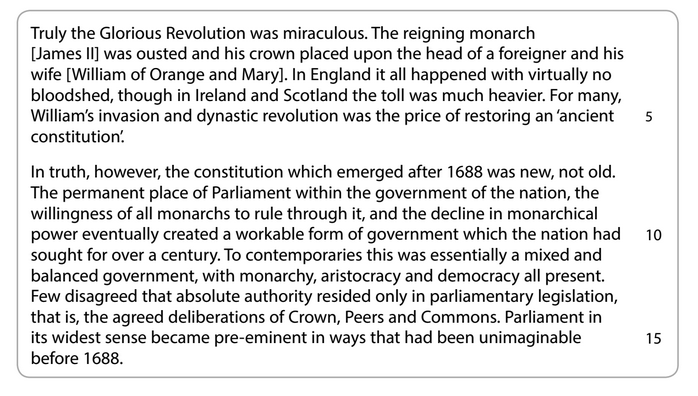 Truly the Glorious Revolution was miraculous. The reigning monarch
[James II] was ousted and his crown placed upon the head of a foreigner and his
wife [William of Orange and Mary]. In England it all happened with virtually no
bloodshed, though in Ireland and Scotland the toll was much heavier. For many,
William’s invasion and dynastic revolution was the price of restoring an ‘ancient 5
constitution’.
In truth, however, the constitution which emerged after 1688 was new, not old.
The permanent place of Parliament within the government of the nation, the
willingness of all monarchs to rule through it, and the decline in monarchical
power eventually created a workable form of government which the nation had 10
sought for over a century. To contemporaries this was essentially a mixed and
balanced government, with monarchy, aristocracy and democracy all present.
Few disagreed that absolute authority resided only in parliamentary legislation,
that is, the agreed deliberations of Crown, Peers and Commons. Parliament in
its widest sense became pre-eminent in ways that had been unimaginable 15
before 1688.